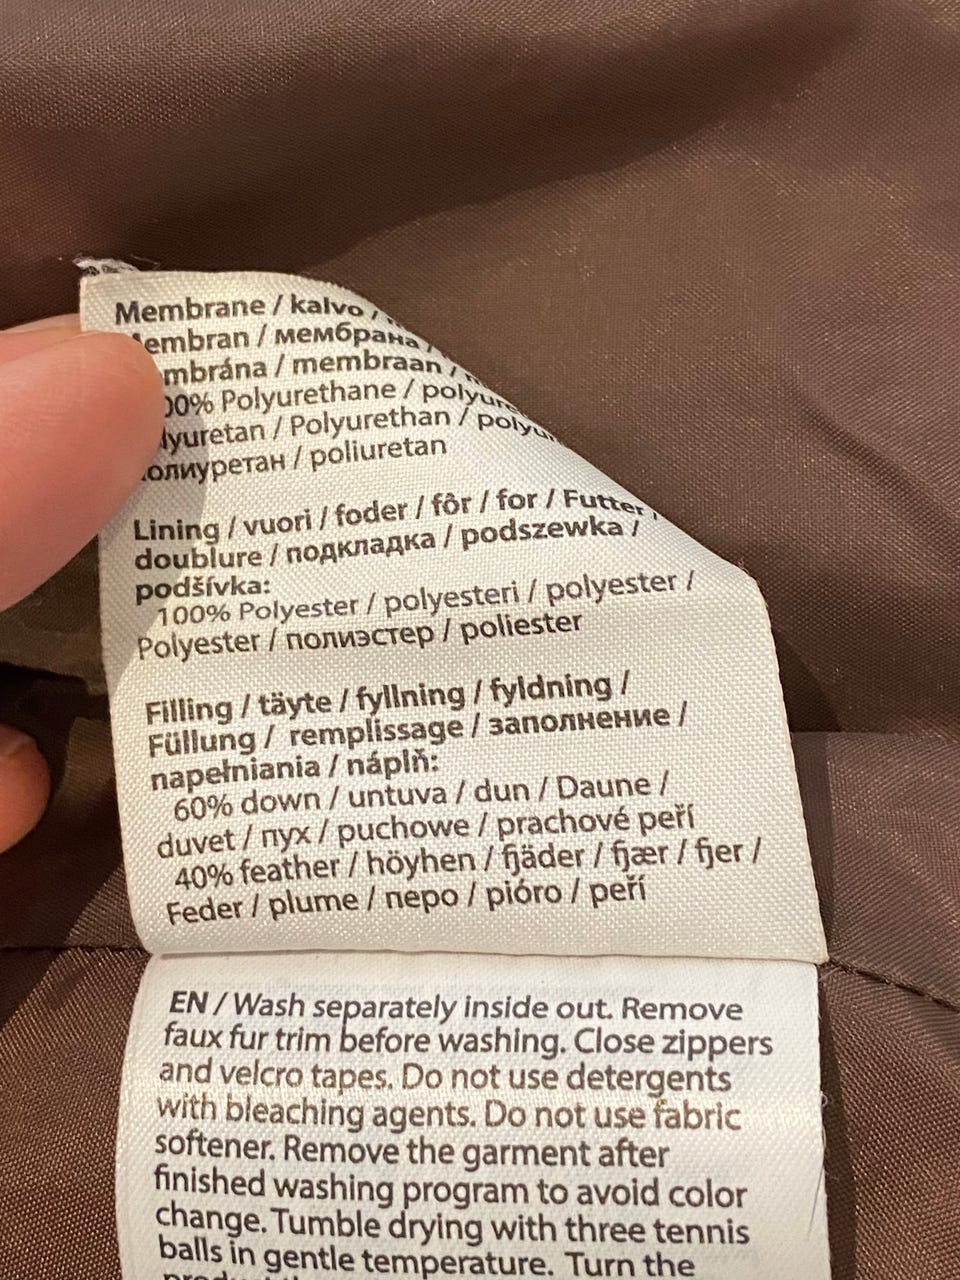 Membrane / kalvo /
embran / мембрана /
mbrána / membraan /
00% Polyurethane / polyure
lyuretan / Polyurethan / polyu
олиуретан / poliuretan
Lining / vuori / foder / fôr / for / Futter /
doublure / подкладка / podszewka /
podšívka:
100% Polyester / polyesteri / polyester /
Polyester / полиэстер / poliester
Filling / täyte / fyllning / fyldning /
Füllung / remplissage / заполнение /
napełniania / náplň:
60% down / untuva / dun / Daune /
duvet / пух / puchowe / prachové peří
40% feather / höyhen / fjäder / fjær / fjer /
Feder / plume / перо / pióro / peří
EN / Wash separately inside out. Remove
faux fur trim before washing. Close zippers
and velcro tapes. Do not use detergents
with bleaching agents. Do not use fabric
softener. Remove the garment after
finished washing program to avoid color
change. Tumble drying with three tennis
balls in gentle temperature. Turn the